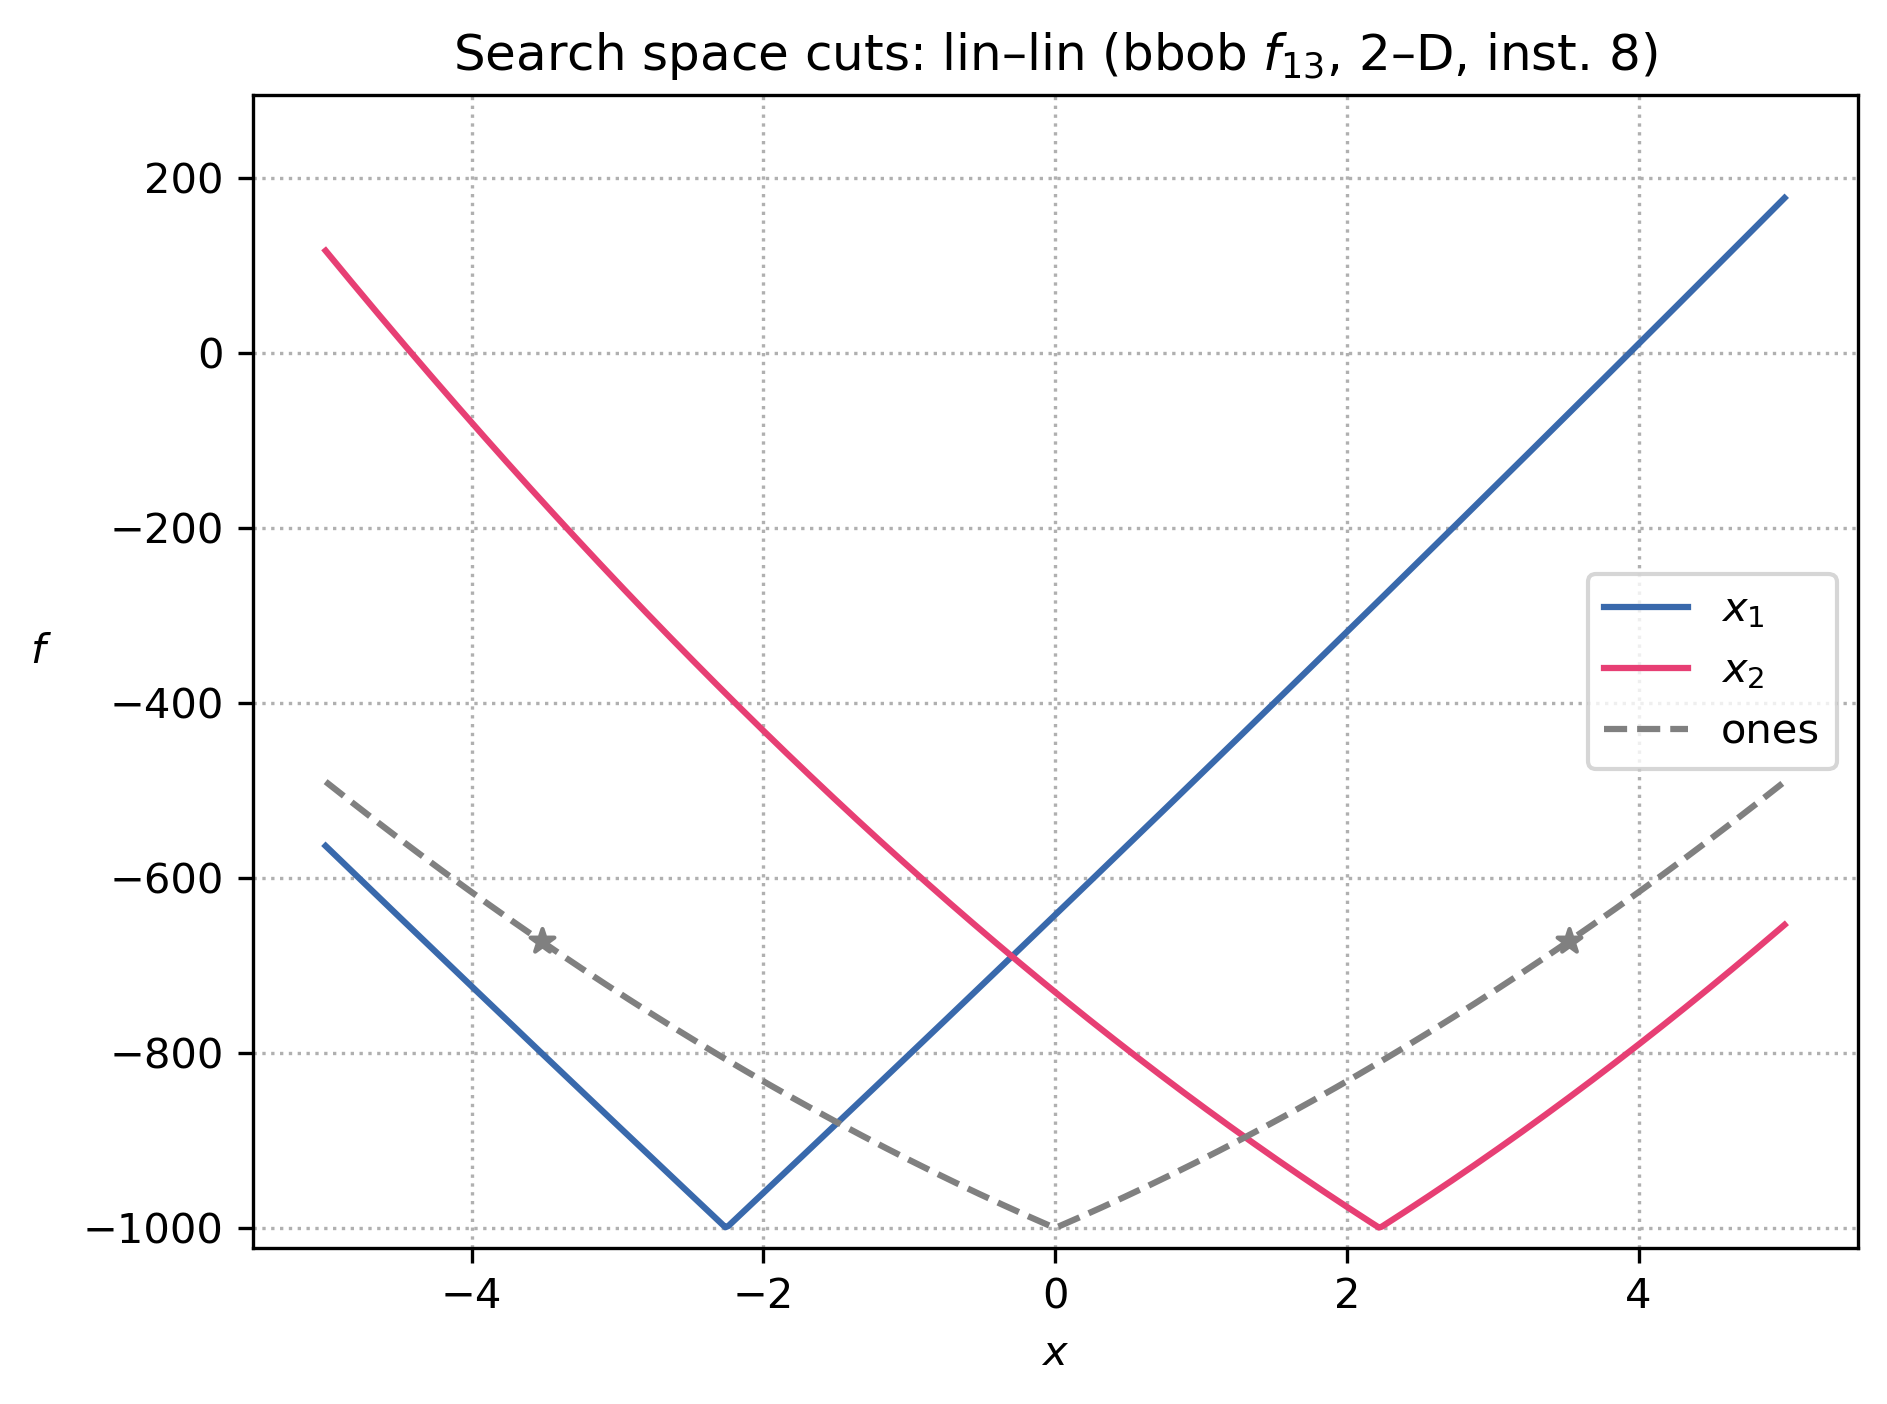 Search space cuts: lin–lin (bbob f₁₃, 2–D, inst. 8)
200
0
−200
−400
−600
−800
−1000
f
x₁
x₂
ones
−4
−2
0
2
4
x